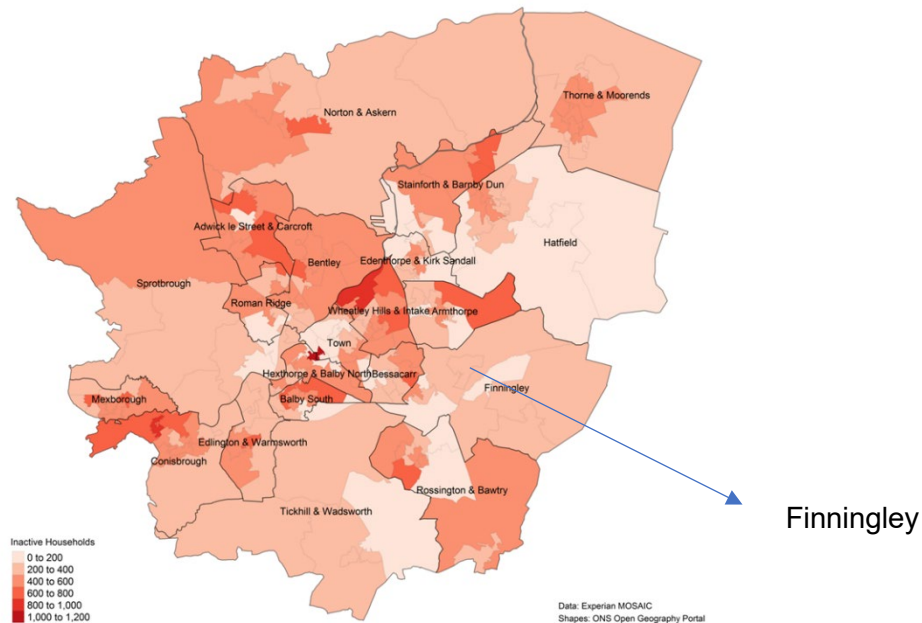 Thorne & Moorends
Norton & Askern
Stainforth & Barnby Dun
Adwick le Street & Carcroft
Hatfield
Bentley
Edenthorpe & Kirk Sandall
Sprotbrough
Roman Ridge
Wheatley Hills & Intake
Armthorpe
Town
Hexthorpe & Balby North
Bessacarr
Finningley
Mexborough
Balby South
Edlington & Warmsworth
Conisbrough
Rossington & Bawtry
Tickhill & Wadsworth
Finningley
Inactive Households
0 to 200
200 to 400
400 to 600
600 to 800
800 to 1,000
1,000 to 1,200
Data: Experian MOSAIC
Shapes: ONS Open Geography Portal